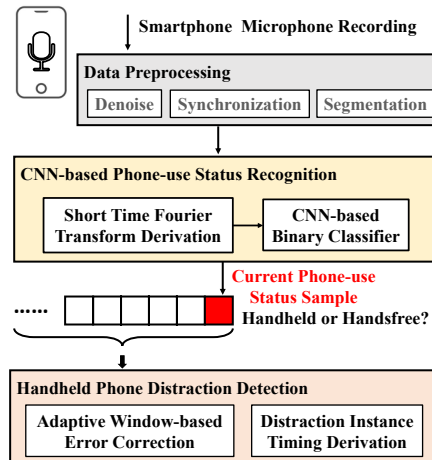 Smartphone Microphone Recording
Data Preprocessing
Denoise Synchronization Segmentation
CNN-based Phone-use Status Recognition
Short Time Fourier
Transform Derivation
CNN-based
Binary Classifier
Current Phone-use
Status Sample
Handheld or Handsfree?
......
Handheld Phone Distraction Detection
Adaptive Window-based
Error Correction
Distraction Instance
Timing Derivation